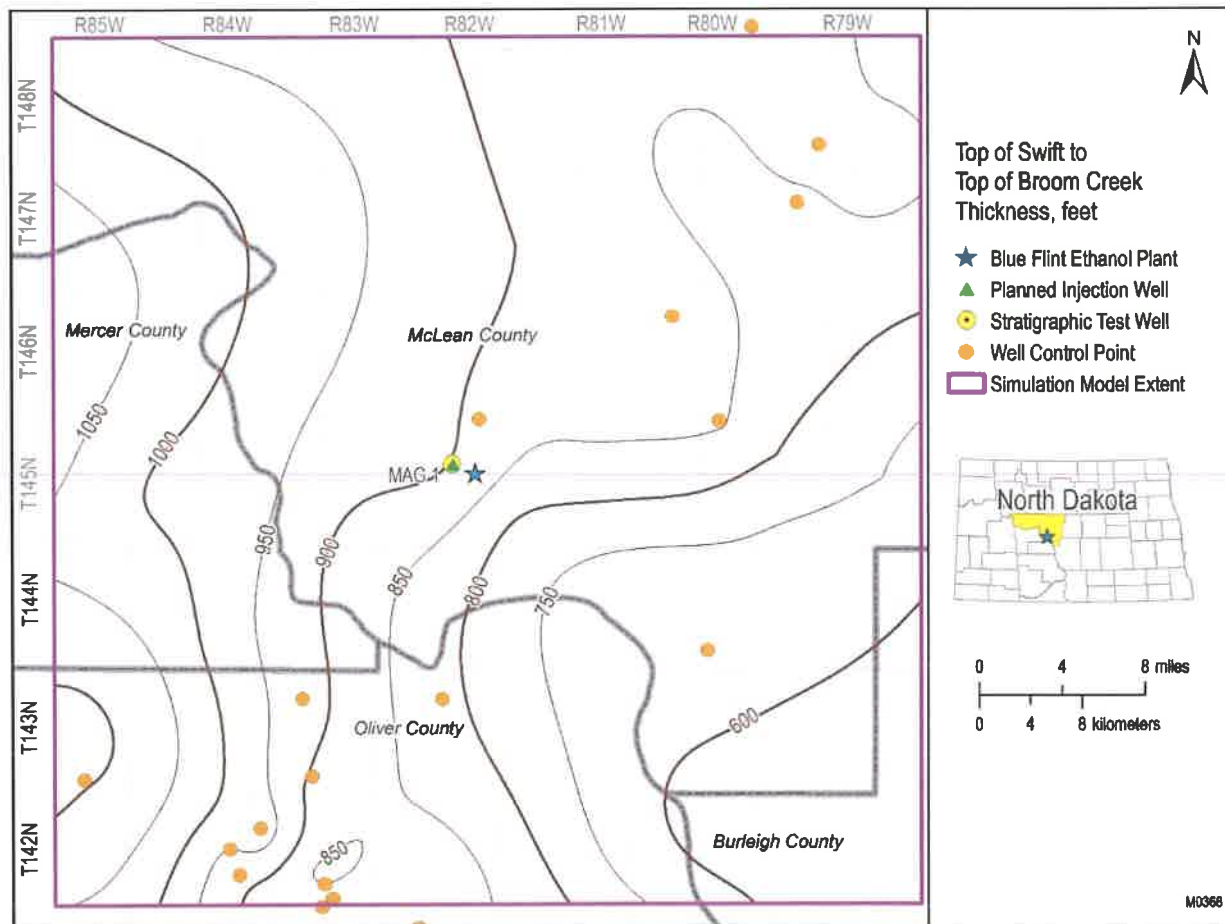 R85W R84W R83W R82W R81W R80W R79W
N
T148N
T147N
T146N
T145N
T144N
T143N
T142N
Mercer County
McLean County
MAG 1
Oliver County
Burleigh County
1050
1000
950
900
850
800
750
600
850
Top of Swift to
Top of Broom Creek
Thickness, feet
Blue Flint Ethanol Plant
Planned Injection Well
Stratigraphic Test Well
Well Control Point
Simulation Model Extent
North Dakota
0 4 8 miles
0 4 8 kilometers
M0368